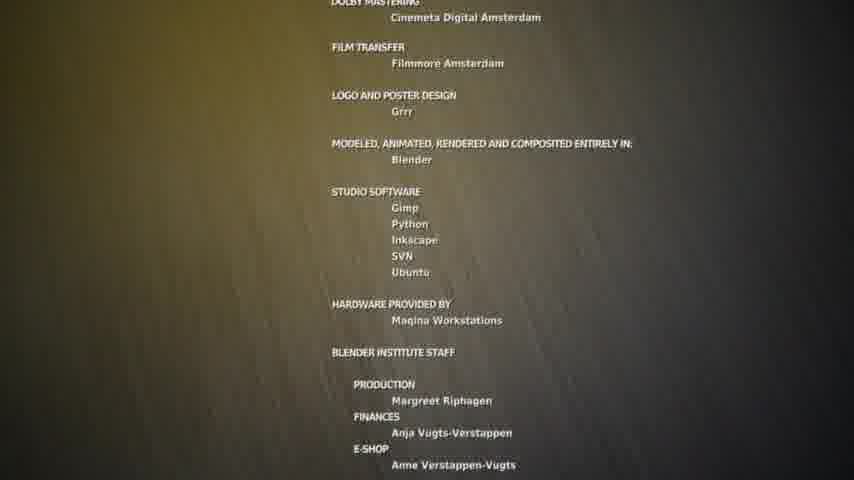 DOLBY MASTERING
Cinemeta Digital Amsterdam
FILM TRANSFER
Filmmore Amsterdam
LOGO AND POSTER DESIGN
Grrr
MODELED, ANIMATED, RENDERED AND COMPOSITED ENTIRELY IN:
Blender
STUDIO SOFTWARE
Gimp
Python
Inkscape
SVN
Ubuntu
HARDWARE PROVIDED BY
Maqina Workstations
BLENDER INSTITUTE STAFF
PRODUCTION
Margreet Riphagen
FINANCES
Anja Vugts-Verstappen
E-SHOP
Anne Verstappen-Vugts